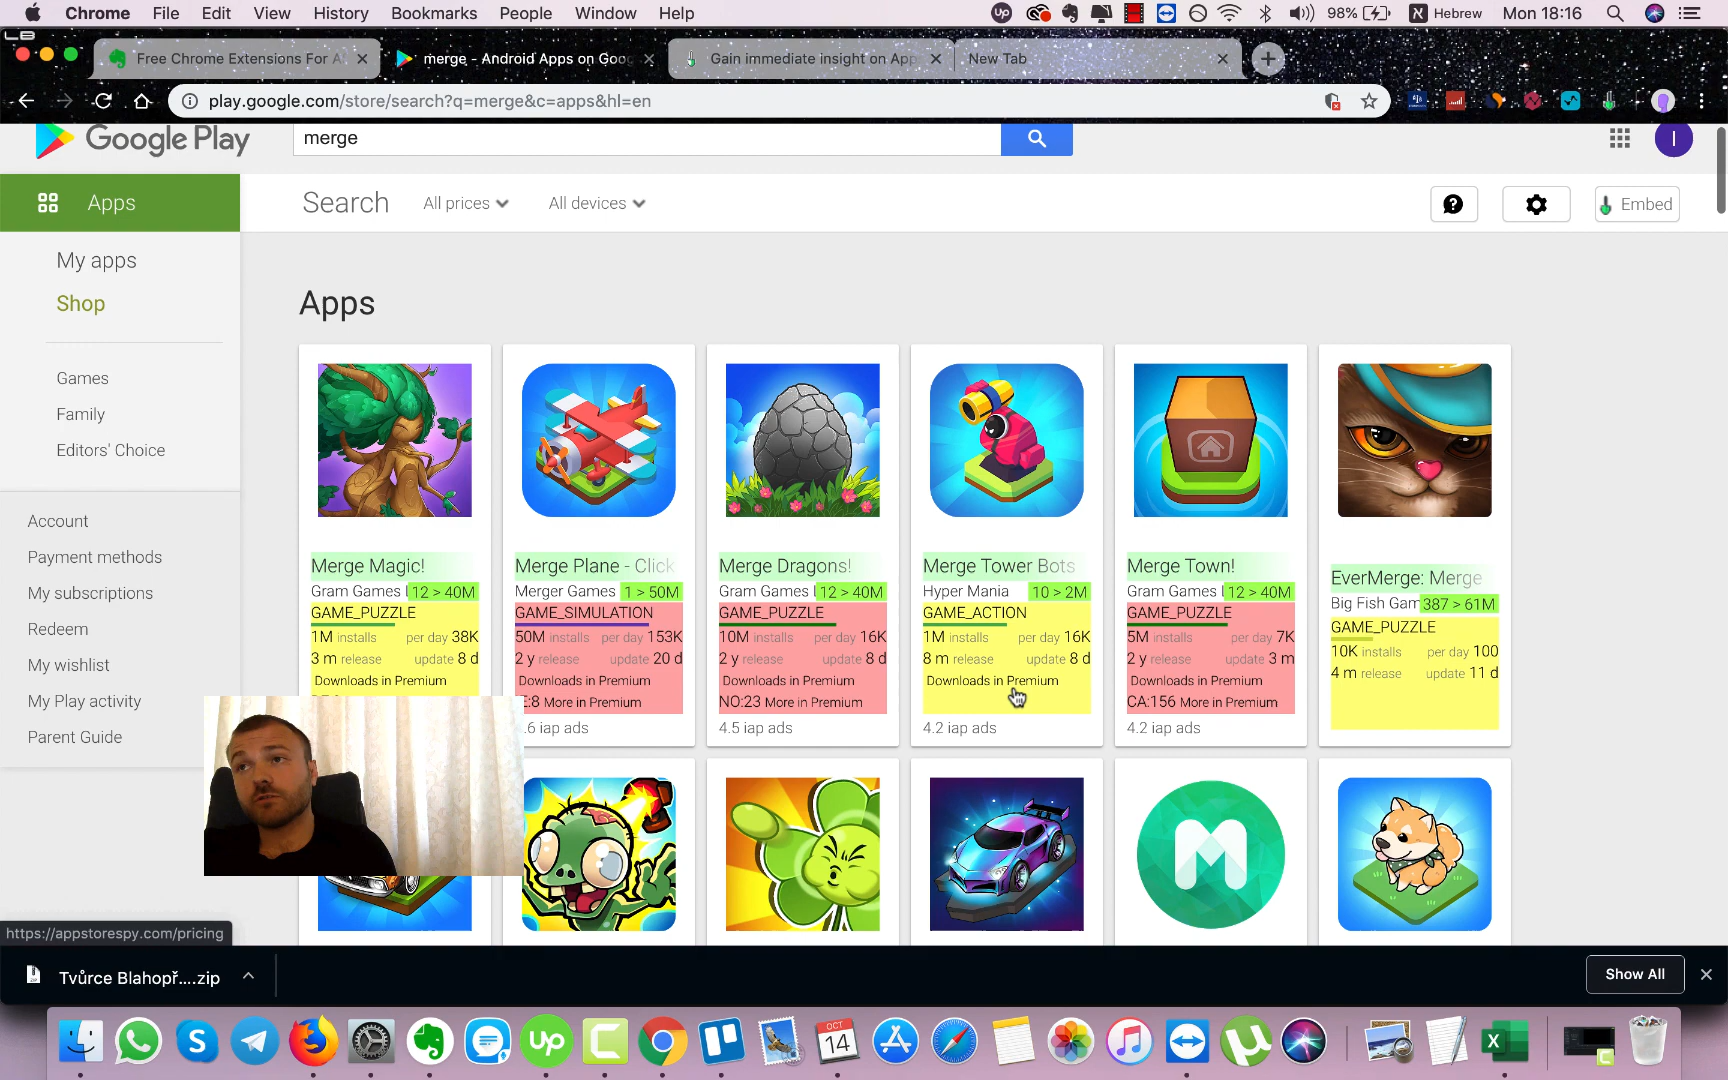 Chrome File Edit View History Bookmarks People Window Help
98% Hebrew Mon 18:16
Free Chrome Extensions For A
merge - Android Apps on Goo
Gain immediate insight on App
New Tab
play.google.com/store/search?q=merge&c=apps&hl=en
Google Play
merge
I
Apps
Search All prices All devices
Embed
My apps
Shop
Games
Family
Editors' Choice
Account
Payment methods
My subscriptions
Redeem
My wishlist
My Play activity
Parent Guide
Apps
Merge Magic!
Gram Games 12 > 40M
GAME_PUZZLE
1M installs per day 38K
3 m release update 8 d
Downloads in Premium
Merge Plane - Click
Merger Games 1 > 50M
GAME_SIMULATION
50M installs per day 153K
2 y release update 20 d
Downloads in Premium
E:8 More in Premium
.6 iap ads
Merge Dragons!
Gram Games 12 > 40M
GAME_PUZZLE
10M installs per day 16K
2 y release update 8 d
Downloads in Premium
NO:23 More in Premium
4.5 iap ads
Merge Tower Bots
Hyper Mania 10 > 2M
GAME_ACTION
1M installs per day 16K
8 m release update 8 d
Downloads in Premium
4.2 iap ads
Merge Town!
Gram Games 12 > 40M
GAME_PUZZLE
5M installs per day 7K
2 y release update 3 m
Downloads in Premium
CA:156 More in Premium
4.2 iap ads
EverMerge: Merge
Big Fish Gam 387 > 61M
GAME_PUZZLE
10K installs per day 100
4 m release update 11 d
M
https://appstorespy.com/pricing
Tvůrce Blahopř....zip
Show All
OCT
14
up